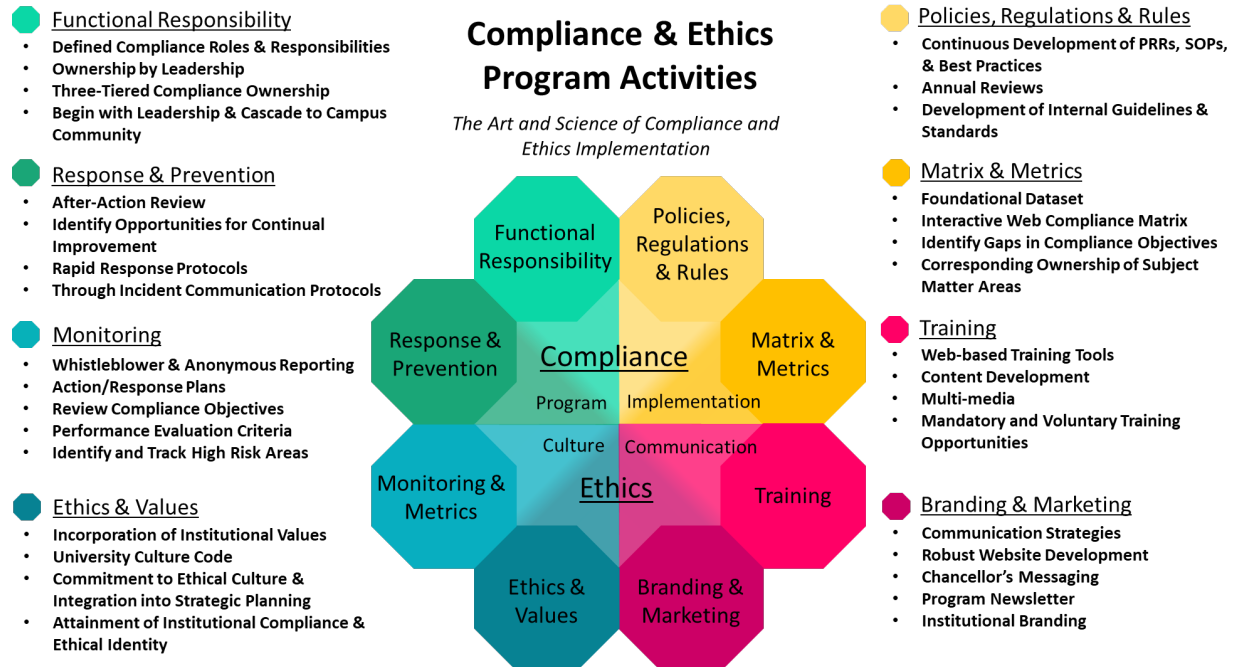 Compliance & Ethics
Program Activities
The Art and Science of Compliance and
Ethics Implementation
Functional Responsibility
• Defined Compliance Roles & Responsibilities
• Ownership by Leadership
• Three-Tiered Compliance Ownership
• Begin with Leadership & Cascade to Campus
Community
Response & Prevention
• After-Action Review
• Identify Opportunities for Continual
Improvement
• Rapid Response Protocols
• Through Incident Communication Protocols
Monitoring
• Whistleblower & Anonymous Reporting
• Action/Response Plans
• Review Compliance Objectives
• Performance Evaluation Criteria
• Identify and Track High Risk Areas
Ethics & Values
• Incorporation of Institutional Values
• University Culture Code
• Commitment to Ethical Culture &
Integration into Strategic Planning
• Attainment of Institutional Compliance &
Ethical Identity
Functional
Responsibility
Policies,
Regulations
& Rules
Response &
Prevention
Matrix &
Metrics
Compliance
Program
Implementation
Culture
Communication
Ethics
Monitoring &
Metrics
Training
Ethics &
Values
Branding &
Marketing
Policies, Regulations & Rules
• Continuous Development of PRRs, SOPs,
& Best Practices
• Annual Reviews
• Development of Internal Guidelines &
Standards
Matrix & Metrics
• Foundational Dataset
• Interactive Web Compliance Matrix
• Identify Gaps in Compliance Objectives
• Corresponding Ownership of Subject
Matter Areas
Training
• Web-based Training Tools
• Content Development
• Multi-media
• Mandatory and Voluntary Training
Opportunities
Branding & Marketing
• Communication Strategies
• Robust Website Development
• Chancellor's Messaging
• Program Newsletter
• Institutional Branding